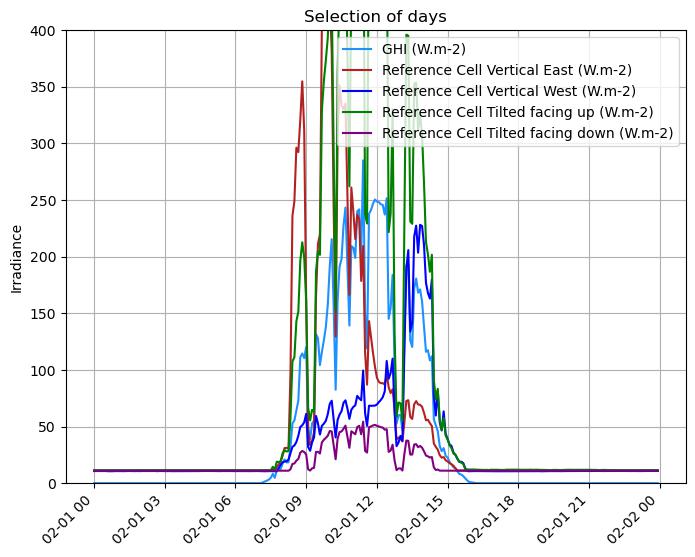 Selection of days
GHI (W.m-2)
Reference Cell Vertical East (W.m-2)
Reference Cell Vertical West (W.m-2)
Reference Cell Tilted facing up (W.m-2)
Reference Cell Tilted facing down (W.m-2)
Irradiance
400
350
300
250
200
150
100
50
0
02-01 00
02-01 03
02-01 06
02-01 09
02-01 12
02-01 15
02-01 18
02-01 21
02-02 00